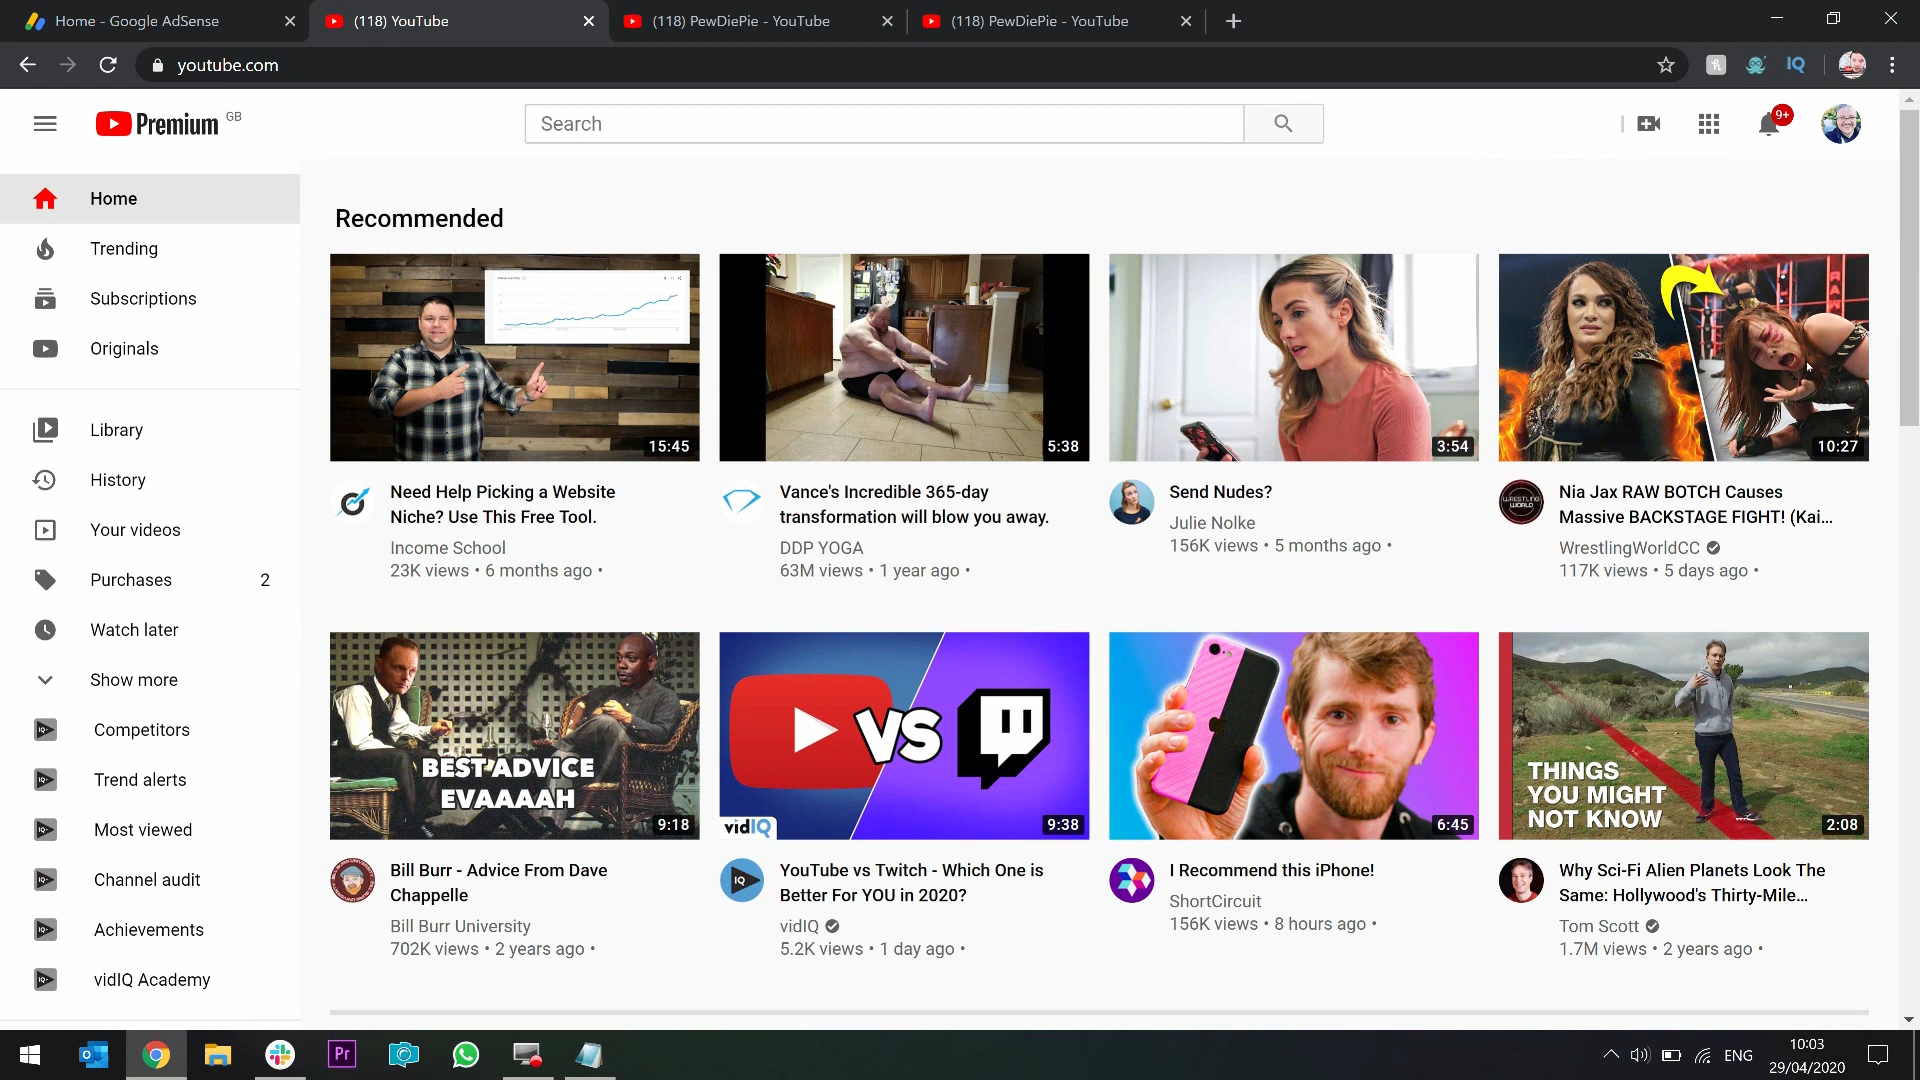 Home - Google AdSense
(118) YouTube
(118) PewDiePie - YouTube
(118) PewDiePie - YouTube
youtube.com
IQ
Premium GB
Search
9+
Home
Trending
Subscriptions
Originals
Library
History
Your videos
Purchases 2
Watch later
Show more
Competitors
Trend alerts
Most viewed
Channel audit
Achievements
vidIQ Academy
Recommended
15:45
Need Help Picking a Website
Niche? Use This Free Tool.
Income School
23K views • 6 months ago •
5:38
Vance's Incredible 365-day
transformation will blow you away.
DDP YOGA
63M views • 1 year ago •
3:54
Send Nudes?
Julie Nolke
156K views • 5 months ago •
RAW
10:27
WRESTLING
WORLD
Nia Jax RAW BOTCH Causes
Massive BACKSTAGE FIGHT! (Kai...
WrestlingWorldCC
117K views • 5 days ago •
BEST ADVICE
EVAAAAH
9:18
Bill Burr - Advice From Dave
Chappelle
Bill Burr University
702K views • 2 years ago •
VS
vidIQ
9:38
IQ
YouTube vs Twitch - Which One is
Better For YOU in 2020?
vidIQ
5.2K views • 1 day ago •
6:45
I Recommend this iPhone!
ShortCircuit
156K views • 8 hours ago •
THINGS
YOU MIGHT
NOT KNOW
2:08
Why Sci-Fi Alien Planets Look The
Same: Hollywood's Thirty-Mile...
Tom Scott
1.7M views • 2 years ago •
Pr
ENG
10:03
29/04/2020